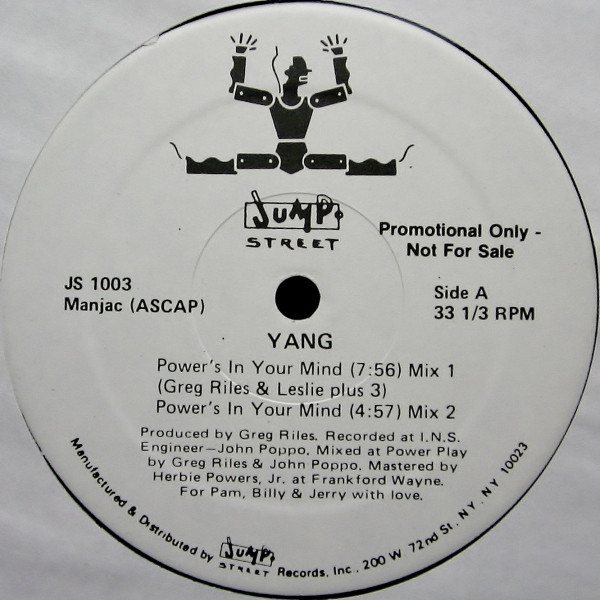 JUMP
STREET
Promotional Only -
Not For Sale
JS 1003
Manjac (ASCAP)
Side A
33 1/3 RPM
YANG
Power's In Your Mind (7:56) Mix 1
(Greg Riles & Leslie plus 3)
Power's In Your Mind (4:57) Mix 2
Produced by Greg Riles. Recorded at I.N.S.
Engineer—John Poppo. Mixed at Power Play
by Greg Riles & John Poppo. Mastered by
Herbie Powers, Jr. at Frankford Wayne.
For Pam, Billy & Jerry with love.
Manufactured & Distributed by JUMP STREET Records, Inc., 200 W 72nd St., NY, NY 10023